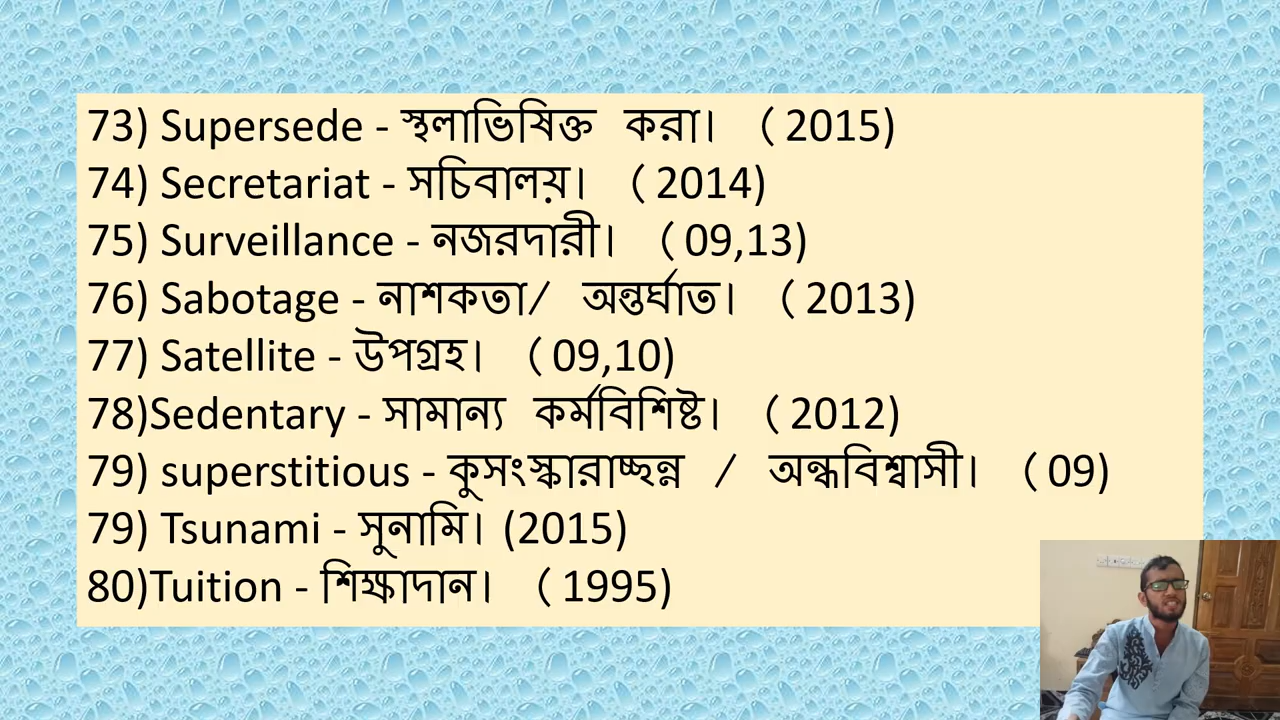 73) Supersede - স্থলাভিষিক্ত করা। (2015)
74) Secretariat - সচিবালয়। (2014)
75) Surveillance - নজরদারী। (09,13)
76) Sabotage - নাশকতা/ অন্তর্ঘাত। (2013)
77) Satellite - উপগ্রহ। (09,10)
78)Sedentary - সামান্য কর্মবিশিষ্ট। (2012)
79) superstitious - কুসংস্কারাচ্ছন্ন / অন্ধবিশ্বাসী। (09)
79) Tsunami - সুনামি। (2015)
80)Tuition - শিক্ষাদান। (1995)